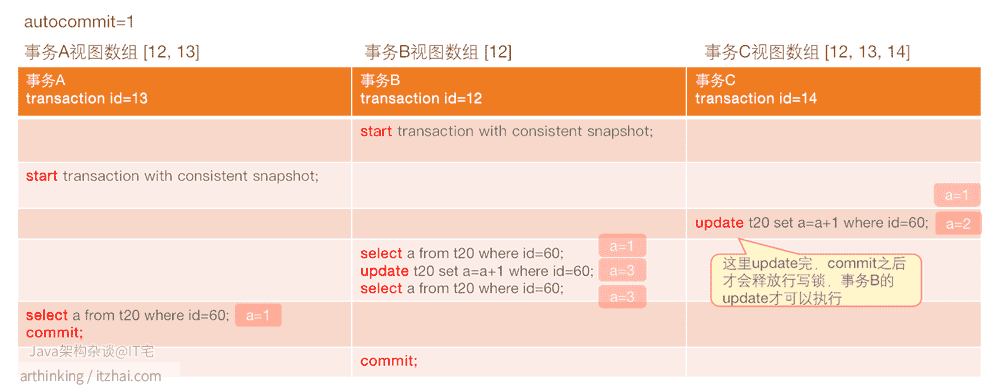 autocommit=1
事务A视图数组 [12, 13]
事务B视图数组 [12]
事务C视图数组 [12, 13, 14]
事务A
transaction id=13
事务B
transaction id=12
事务C
transaction id=14
start transaction with consistent snapshot;
start transaction with consistent snapshot;
a=1
update t20 set a=a+1 where id=60;
a=2
select a from t20 where id=60;
a=1
update t20 set a=a+1 where id=60;
a=3
select a from t20 where id=60;
a=3
这里update完，commit之后
才会释放行写锁，事务B的
update才可以执行
select a from t20 where id=60;
a=1
commit;
Java架构杂谈@IT宅
commit;
arthinking / itzhai.com